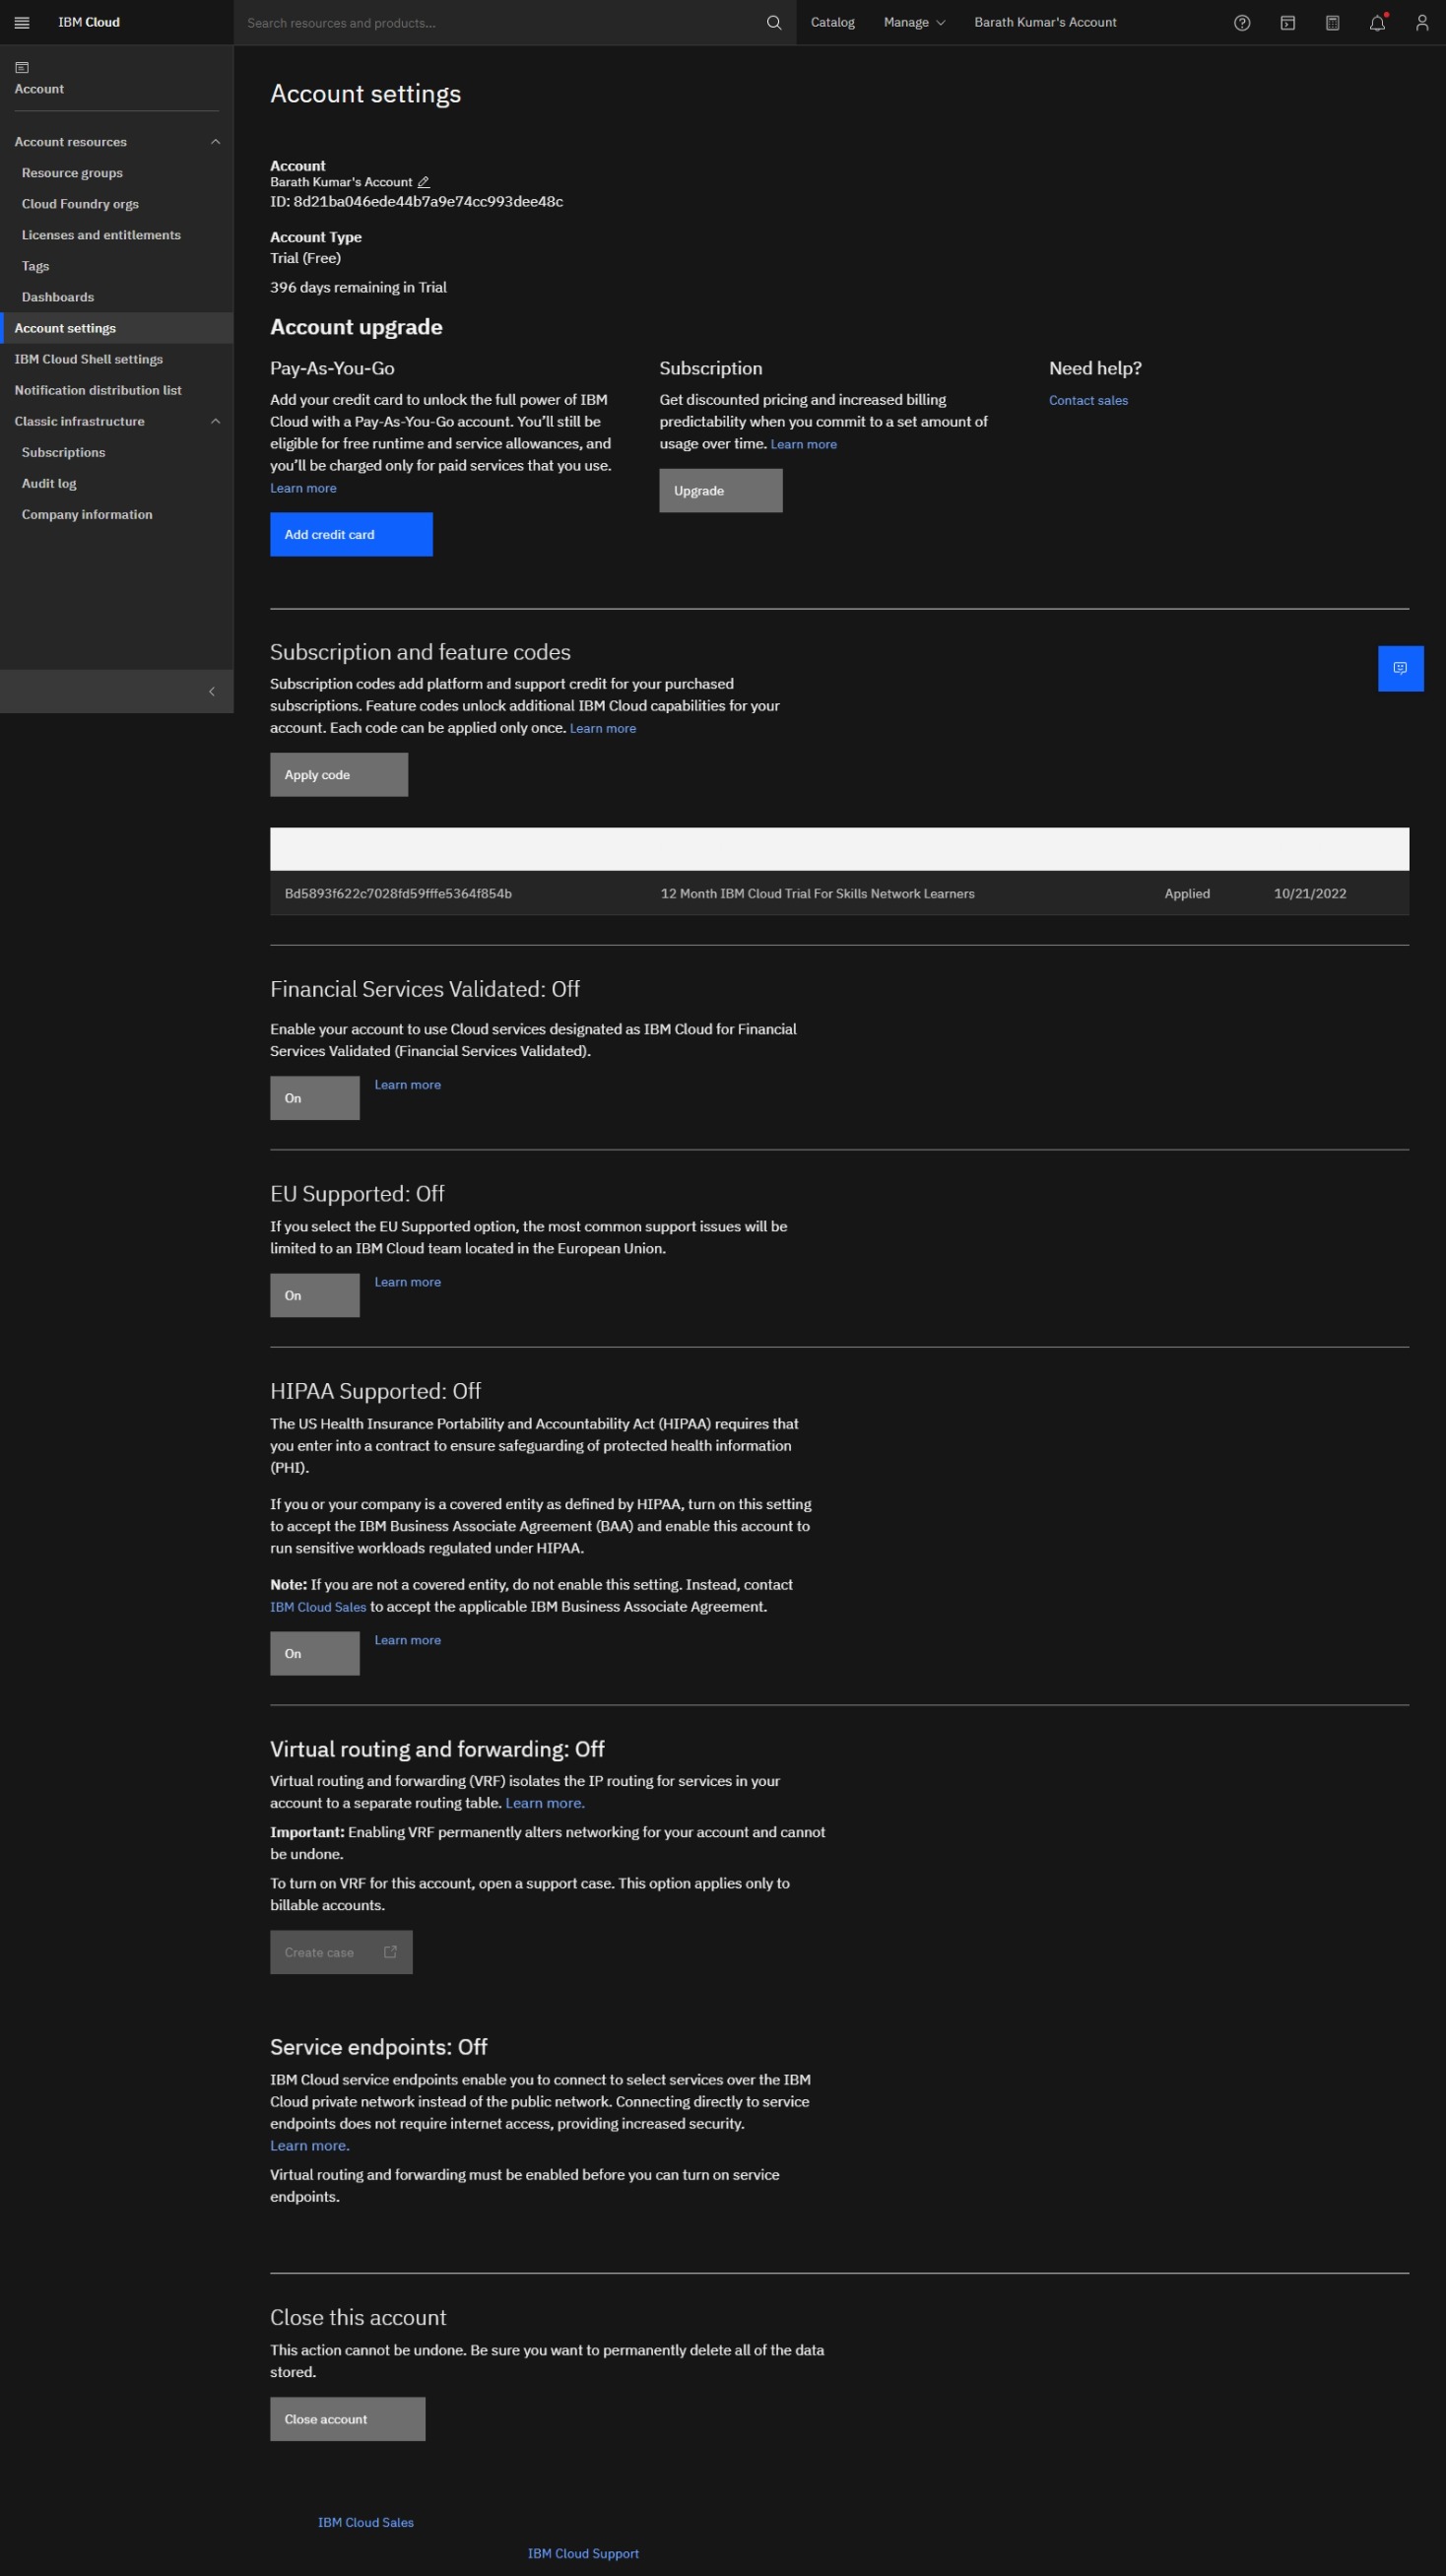 IBM Cloud
Search resources and products...
Catalog
Manage
Barath Kumar's Account
Account
Account resources
Resource groups
Cloud Foundry orgs
Licenses and entitlements
Tags
Dashboards
Account settings
IBM Cloud Shell settings
Notification distribution list
Classic infrastructure
Subscriptions
Audit log
Company information
Account settings
Account
Barath Kumar's Account
ID: 8d21ba046ede44b7a9e74cc993dee48c
Account Type
Trial (Free)
396 days remaining in Trial
Account upgrade
Pay-As-You-Go
Add your credit card to unlock the full power of IBM
Cloud with a Pay-As-You-Go account. You’ll still be
eligible for free runtime and service allowances, and
you’ll be charged only for paid services that you use.
Learn more
Add credit card
Subscription
Get discounted pricing and increased billing
predictability when you commit to a set amount of
usage over time. Learn more
Upgrade
Need help?
Contact sales
Subscription and feature codes
Subscription codes add platform and support credit for your purchased
subscriptions. Feature codes unlock additional IBM Cloud capabilities for your
account. Each code can be applied only once. Learn more
Apply code
Bd5893f622c7028fd59fffe5364f854b 12 Month IBM Cloud Trial For Skills Network Learners Applied 10/21/2022
Financial Services Validated: Off
Enable your account to use Cloud services designated as IBM Cloud for Financial
Services Validated (Financial Services Validated).
On Learn more
EU Supported: Off
If you select the EU Supported option, the most common support issues will be
limited to an IBM Cloud team located in the European Union.
On Learn more
HIPAA Supported: Off
The US Health Insurance Portability and Accountability Act (HIPAA) requires that
you enter into a contract to ensure safeguarding of protected health information
(PHI).
If you or your company is a covered entity as defined by HIPAA, turn on this setting
to accept the IBM Business Associate Agreement (BAA) and enable this account to
run sensitive workloads regulated under HIPAA.
Note: If you are not a covered entity, do not enable this setting. Instead, contact
IBM Cloud Sales to accept the applicable IBM Business Associate Agreement.
On Learn more
Virtual routing and forwarding: Off
Virtual routing and forwarding (VRF) isolates the IP routing for services in your
account to a separate routing table. Learn more.
Important: Enabling VRF permanently alters networking for your account and cannot
be undone.
To turn on VRF for this account, open a support case. This option applies only to
billable accounts.
Create case
Service endpoints: Off
IBM Cloud service endpoints enable you to connect to select services over the IBM
Cloud private network instead of the public network. Connecting directly to service
endpoints does not require internet access, providing increased security.
Learn more.
Virtual routing and forwarding must be enabled before you can turn on service
endpoints.
Close this account
This action cannot be undone. Be sure you want to permanently delete all of the data
stored.
Close account
IBM Cloud Sales
IBM Cloud Support